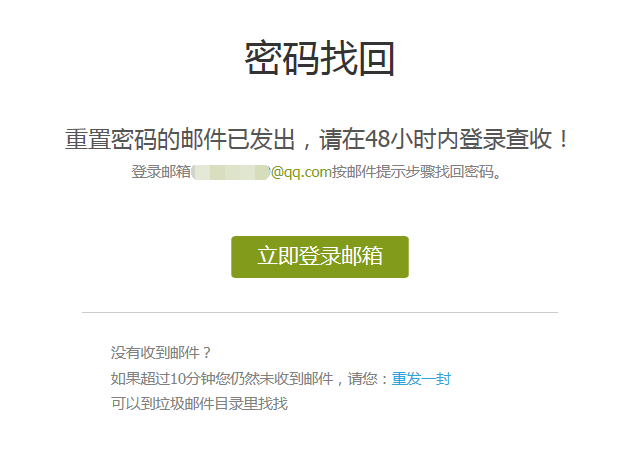 密码找回
重置密码的邮件已发出，请在48小时内登录查收！
登录邮箱@qq.com按邮件提示步骤找回密码。
立即登录邮箱
没有收到邮件？
如果超过10分钟您仍然未收到邮件，请您：重发一封
可以到垃圾邮件目录里找找